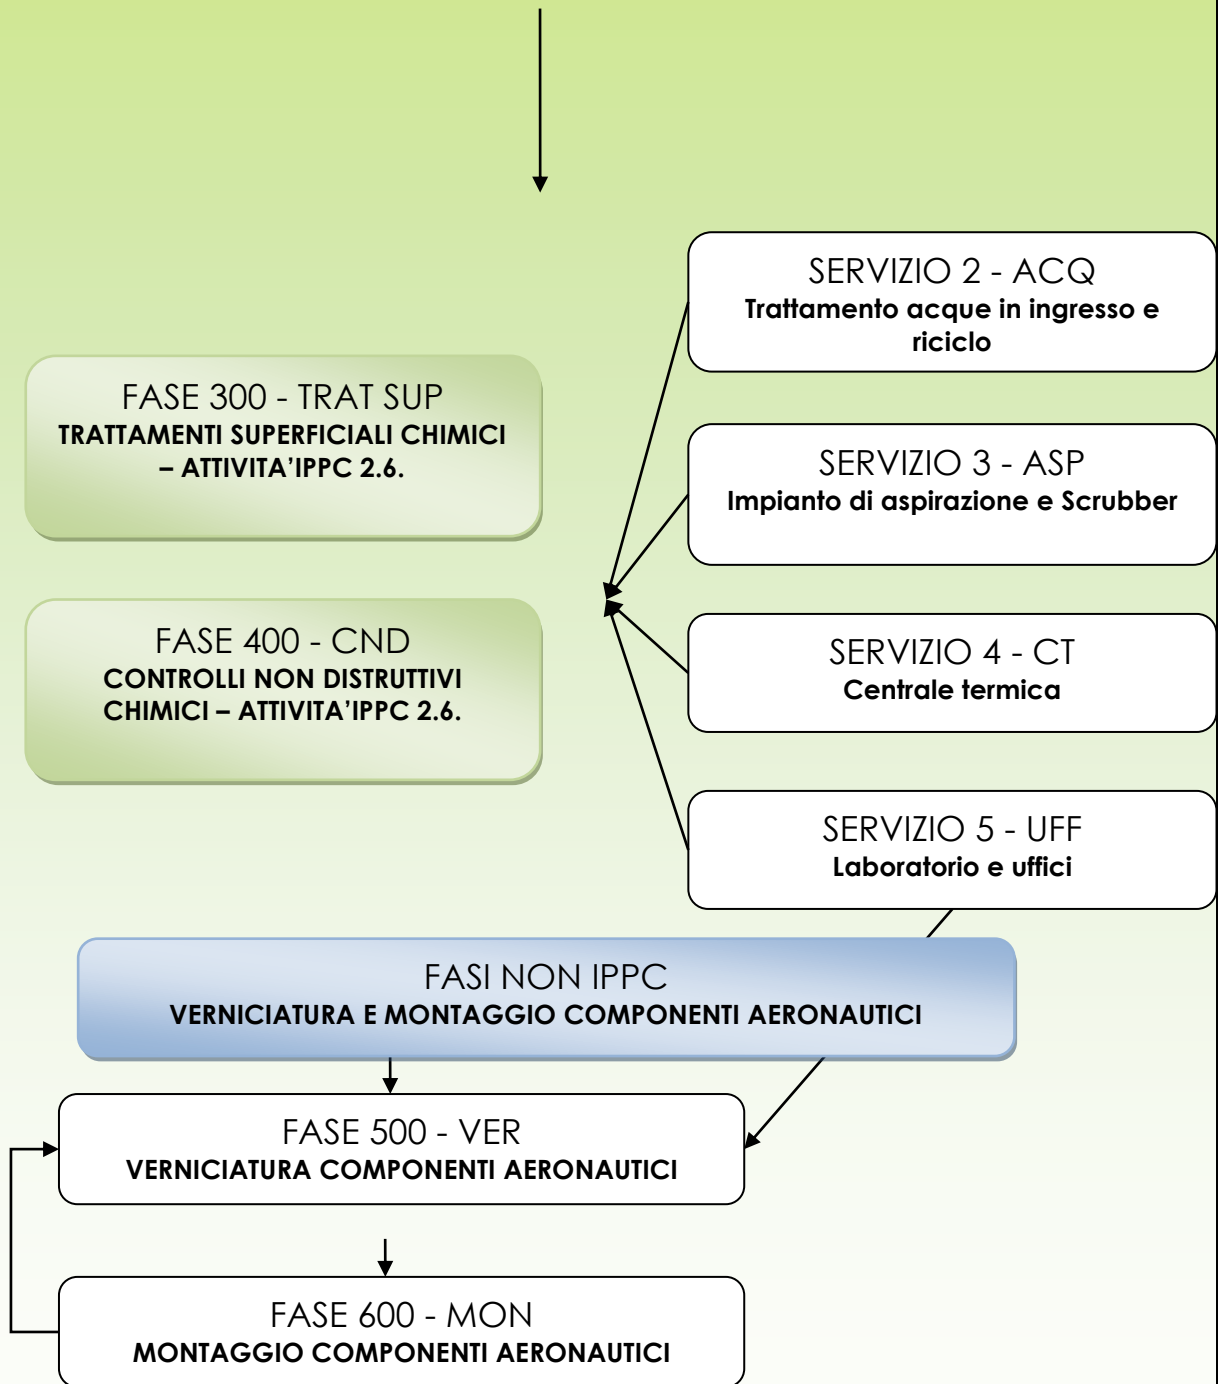 SERVIZIO 2 - ACQ
Trattamento acque in ingresso e
riciclo
FASE 300 - TRAT SUP
TRATTAMENTI SUPERFICIALI CHIMICI
– ATTIVITA'IPPC 2.6.
SERVIZIO 3 - ASP
Impianto di aspirazione e Scrubber
FASE 400 - CND
CONTROLLI NON DISTRUTTIVI
CHIMICI – ATTIVITA'IPPC 2.6.
SERVIZIO 4 - CT
Centrale termica
SERVIZIO 5 - UFF
Laboratorio e uffici
FASI NON IPPC
VERNICIATURA E MONTAGGIO COMPONENTI AERONAUTICI
FASE 500 - VER
VERNICIATURA COMPONENTI AERONAUTICI
FASE 600 - MON
MONTAGGIO COMPONENTI AERONAUTICI